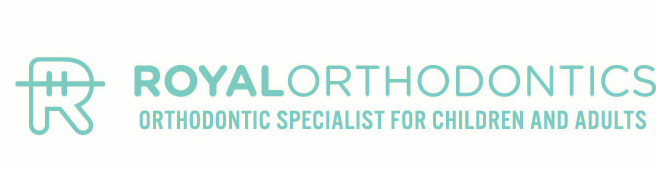 ROYALORTHODONTICS
ORTHODONTIC SPECIALIST FOR CHILDREN AND ADULTS